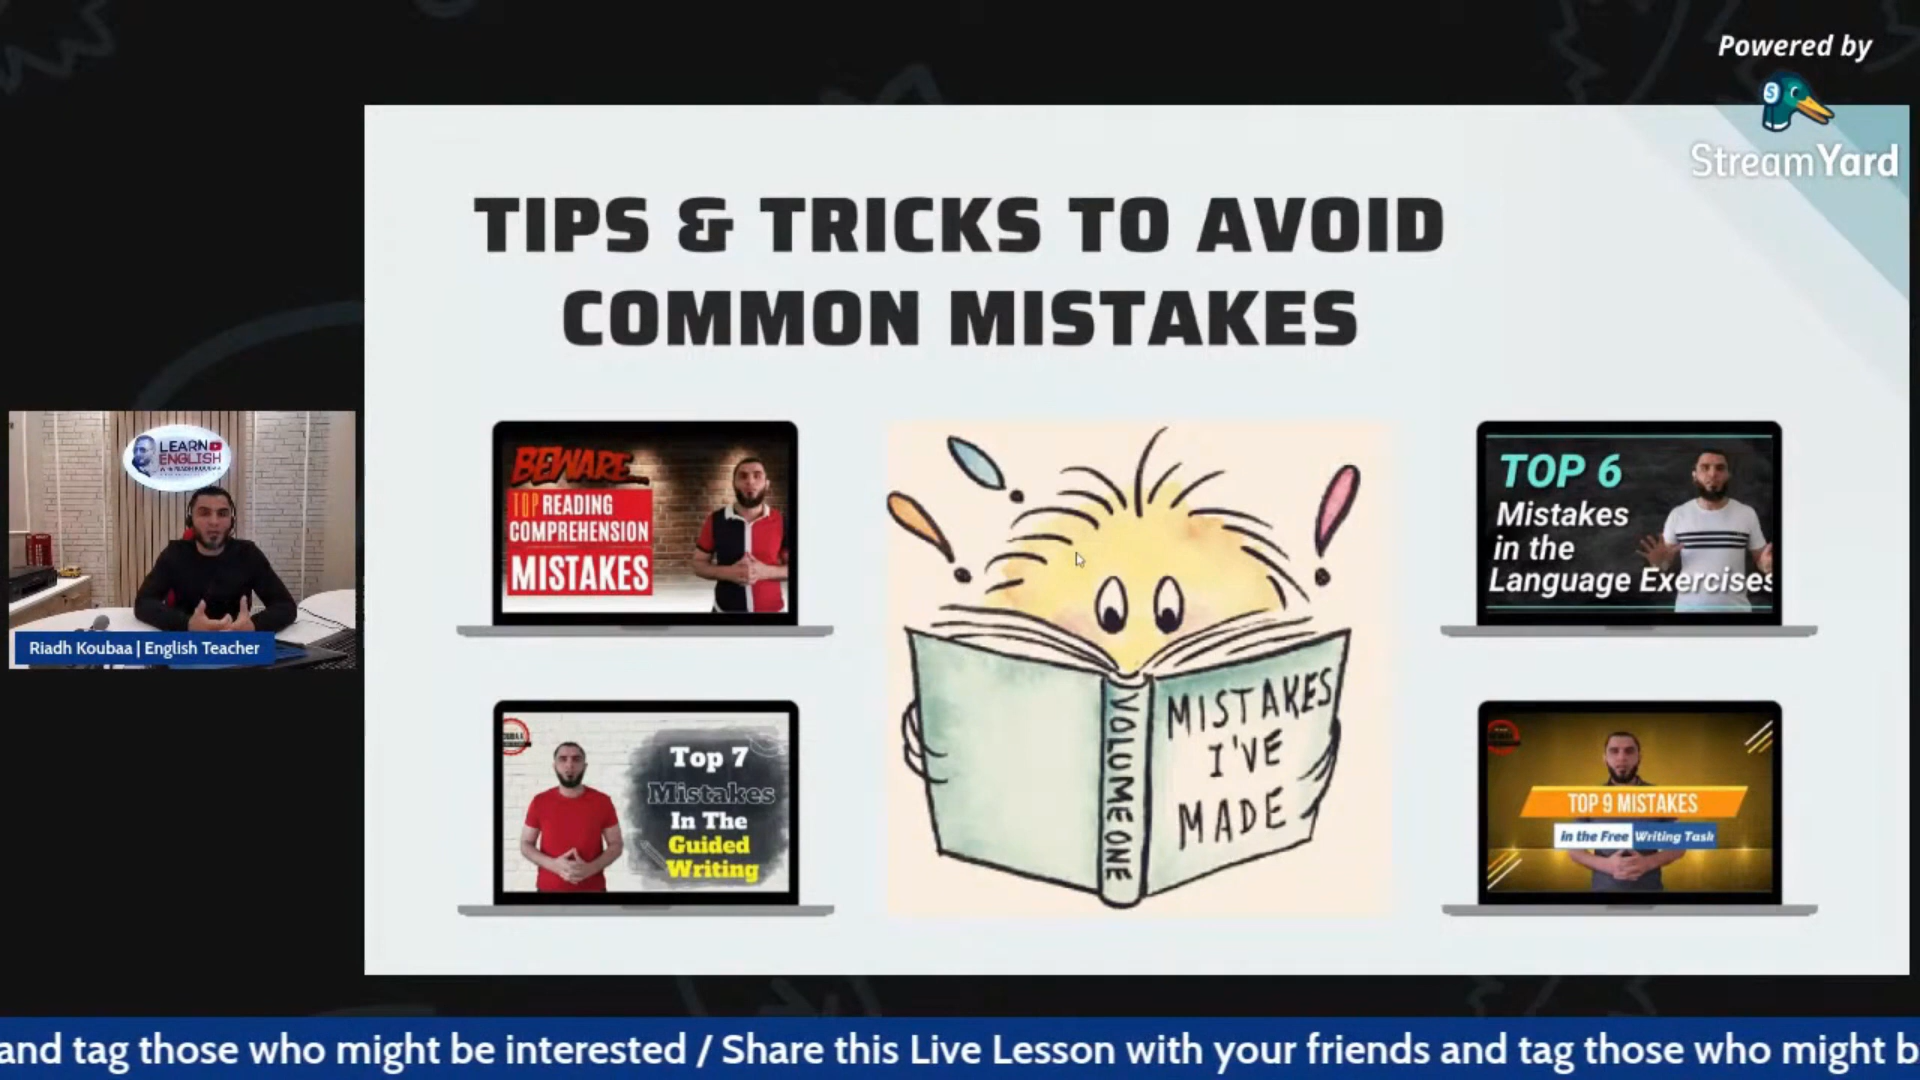 Powered by
StreamYard
TIPS & TRICKS TO AVOID
COMMON MISTAKES
LEARN
ENGLISH
WITH RIADH KOUBAA
Riadh Koubaa | English Teacher
BEWARE...
TOP READING
COMPREHENSION
MISTAKES
TOP 6
Mistakes
in the
Language Exercises
Top 7
Mistakes
In The
Guided
Writing
VOLUME ONE
MISTAKES
I'VE
MADE
TOP 9 MISTAKES
in the Free Writing Task
and tag those who might be interested / Share this Live Lesson with your friends and tag those who might b